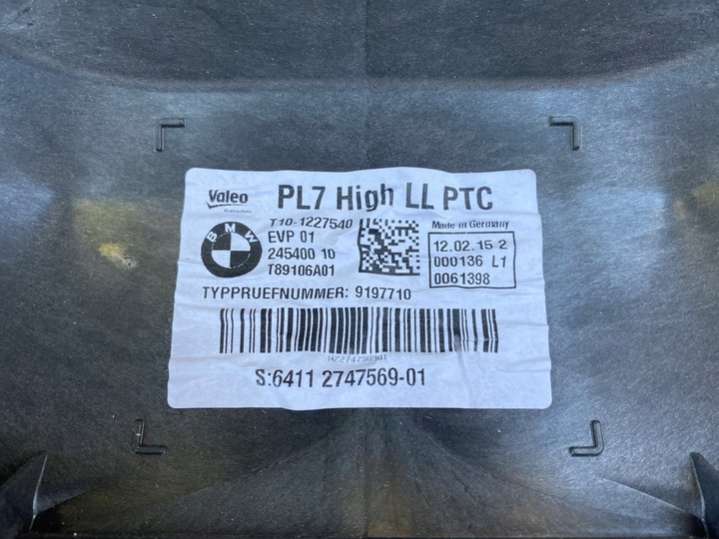 Valeo
PL7 High LL PTC
T10-1227540
EVP 01
245400 10
T89106A01
BMW
Made in Germany
12.02.15 2
000136 L1
0061398
TYPPRUEFNUMMER: 9197710
S:6411 2747569-01